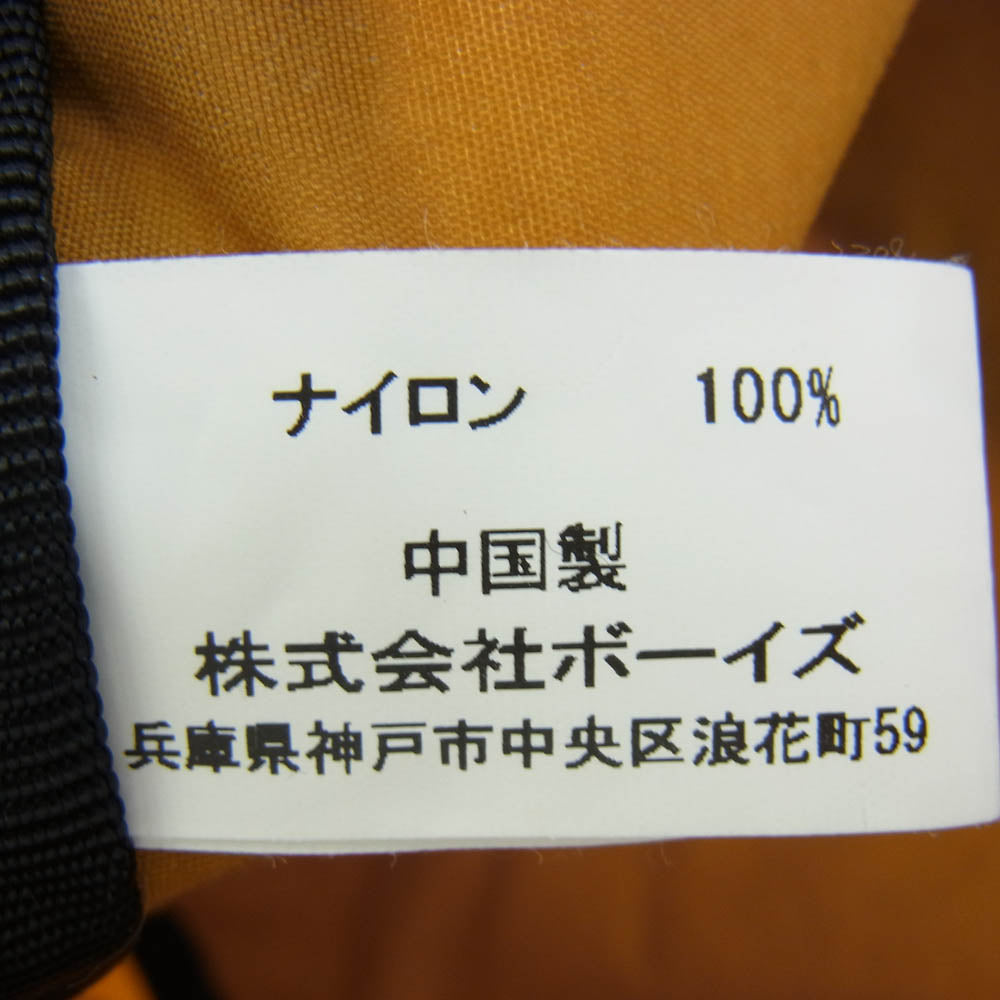 ナイロン 100%
中国製
株式会社ボーイズ
兵庫県神戸市中央区浪花町59